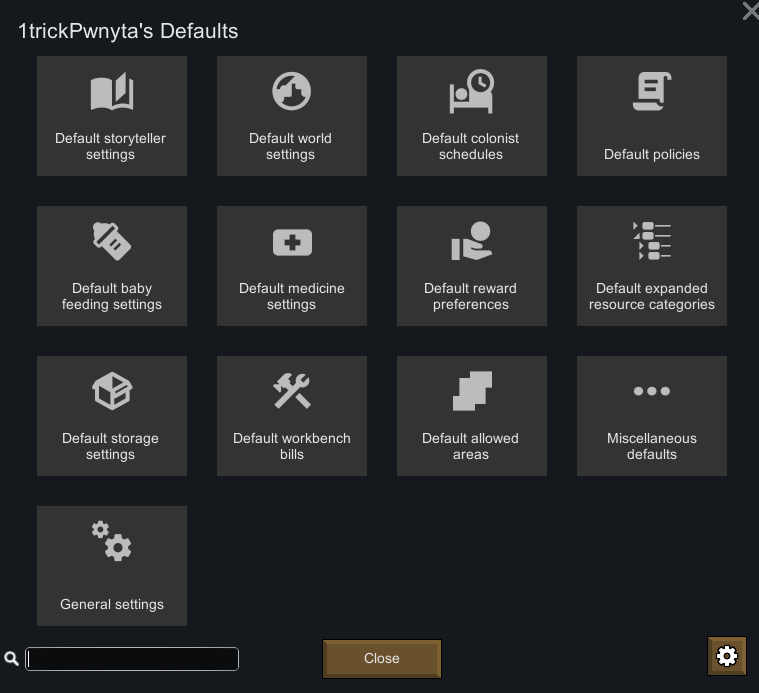 1trickPwnyta's Defaults
Default storyteller
settings
Default world
settings
Default colonist
schedules
Default policies
Default baby
feeding settings
Default medicine
settings
Default reward
preferences
Default expanded
resource categories
Default storage
settings
Default workbench
bills
Default allowed
areas
Miscellaneous
defaults
General settings
Close